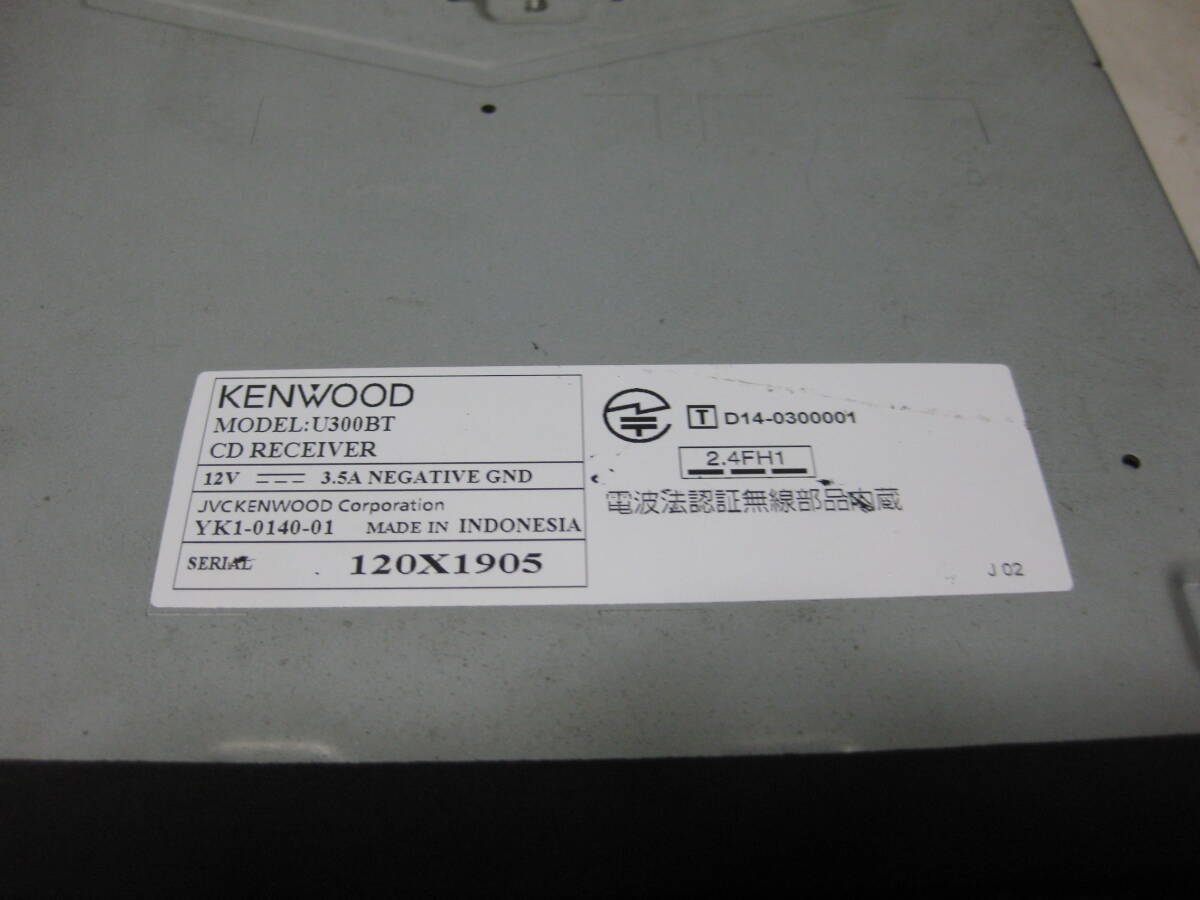 KENWOOD
MODEL:U300BT
CD RECEIVER
12V 3.5A NEGATIVE GND
JVCKENWOOD Corporation
YK1-0140-01 MADE IN INDONESIA
SERIAL 120X1905
T D14-0300001
2.4FH1
電波法認証無線部品内蔵
J 02